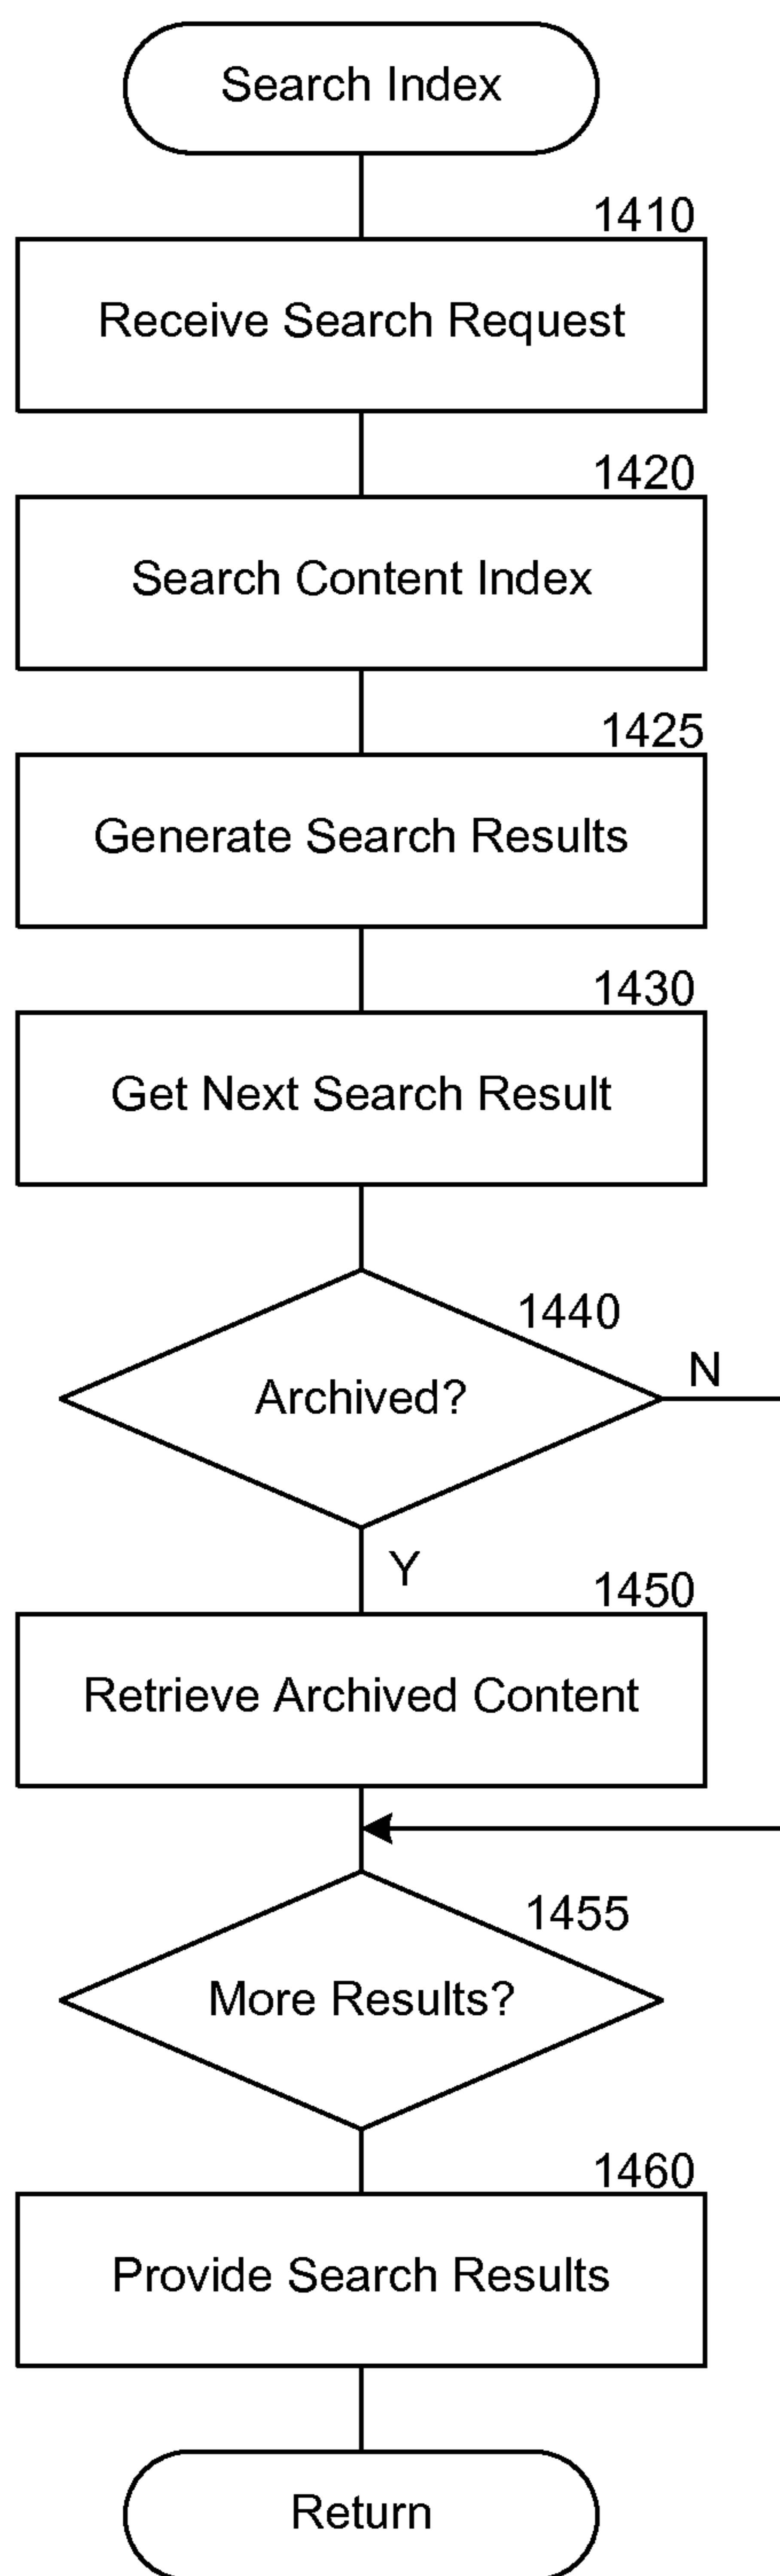 Search Index
1410
Receive Search Request
1420
Search Content Index
1425
Generate Search Results
1430
Get Next Search Result
1440
Archived?
N
Y
1450
Retrieve Archived Content
1455
More Results?
1460
Provide Search Results
Return